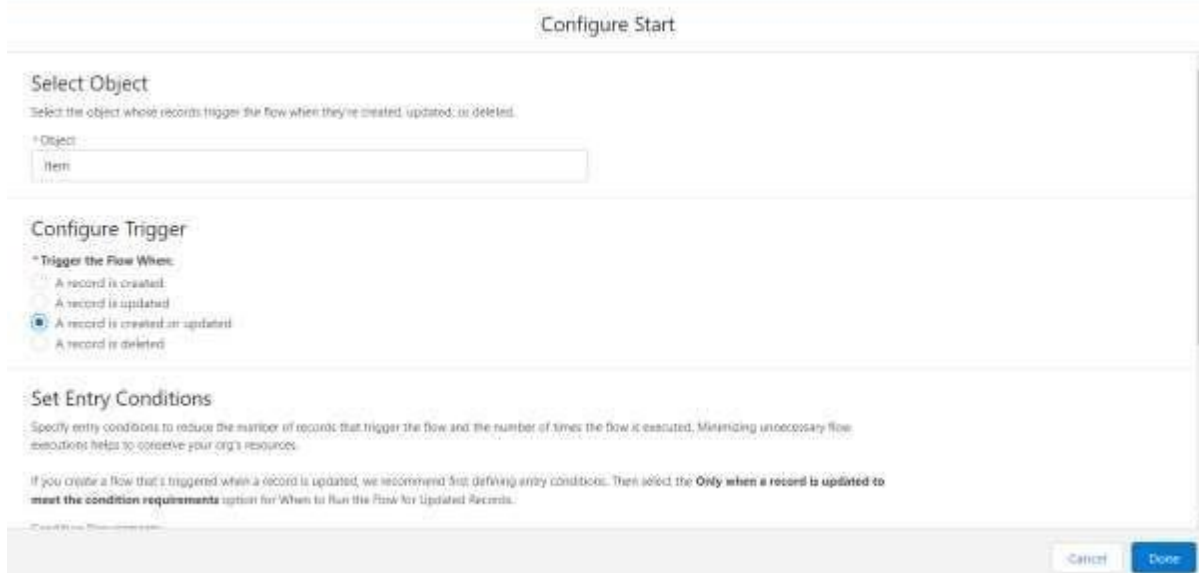 Configure Start
Select Object
Select the object whose records trigger the flow when they're created, updated, or deleted.
* Object
Item
Configure Trigger
* Trigger the Flow When:
A record is created
A record is updated
A record is created or updated
A record is deleted
Set Entry Conditions
Specify entry conditions to reduce the number of records that trigger the flow and the number of times the flow is executed. Minimizing unnecessary flow
executions helps to conserve your org's resources.
If you create a flow that's triggered when a record is updated, we recommend first defining entry conditions. Then select the Only when a record is updated to
meet the condition requirements option for When to Run the Flow for Updated Records.
Cancel
Done